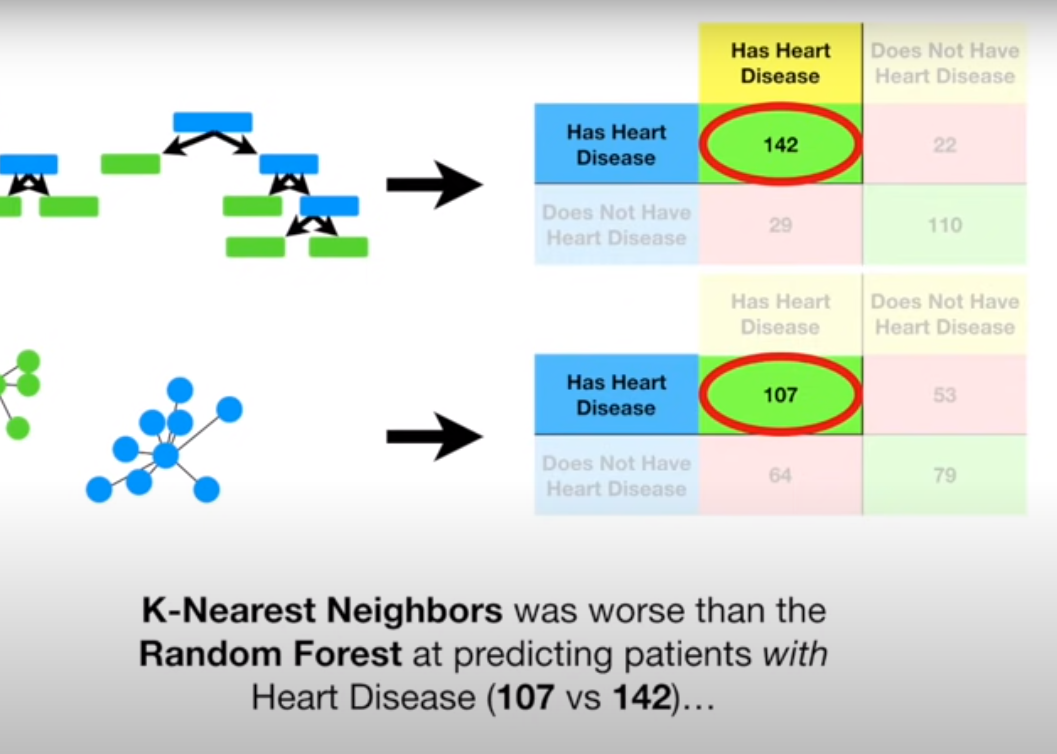 Has Heart
Disease
Does Not Have
Heart Disease
Has Heart
Disease
142
22
Does Not Have
Heart Disease
29
110
Has Heart
Disease
Does Not Have
Heart Disease
Has Heart
Disease
107
53
Does Not Have
Heart Disease
64
79
K-Nearest Neighbors was worse than the
Random Forest at predicting patients with
Heart Disease (107 vs 142)…